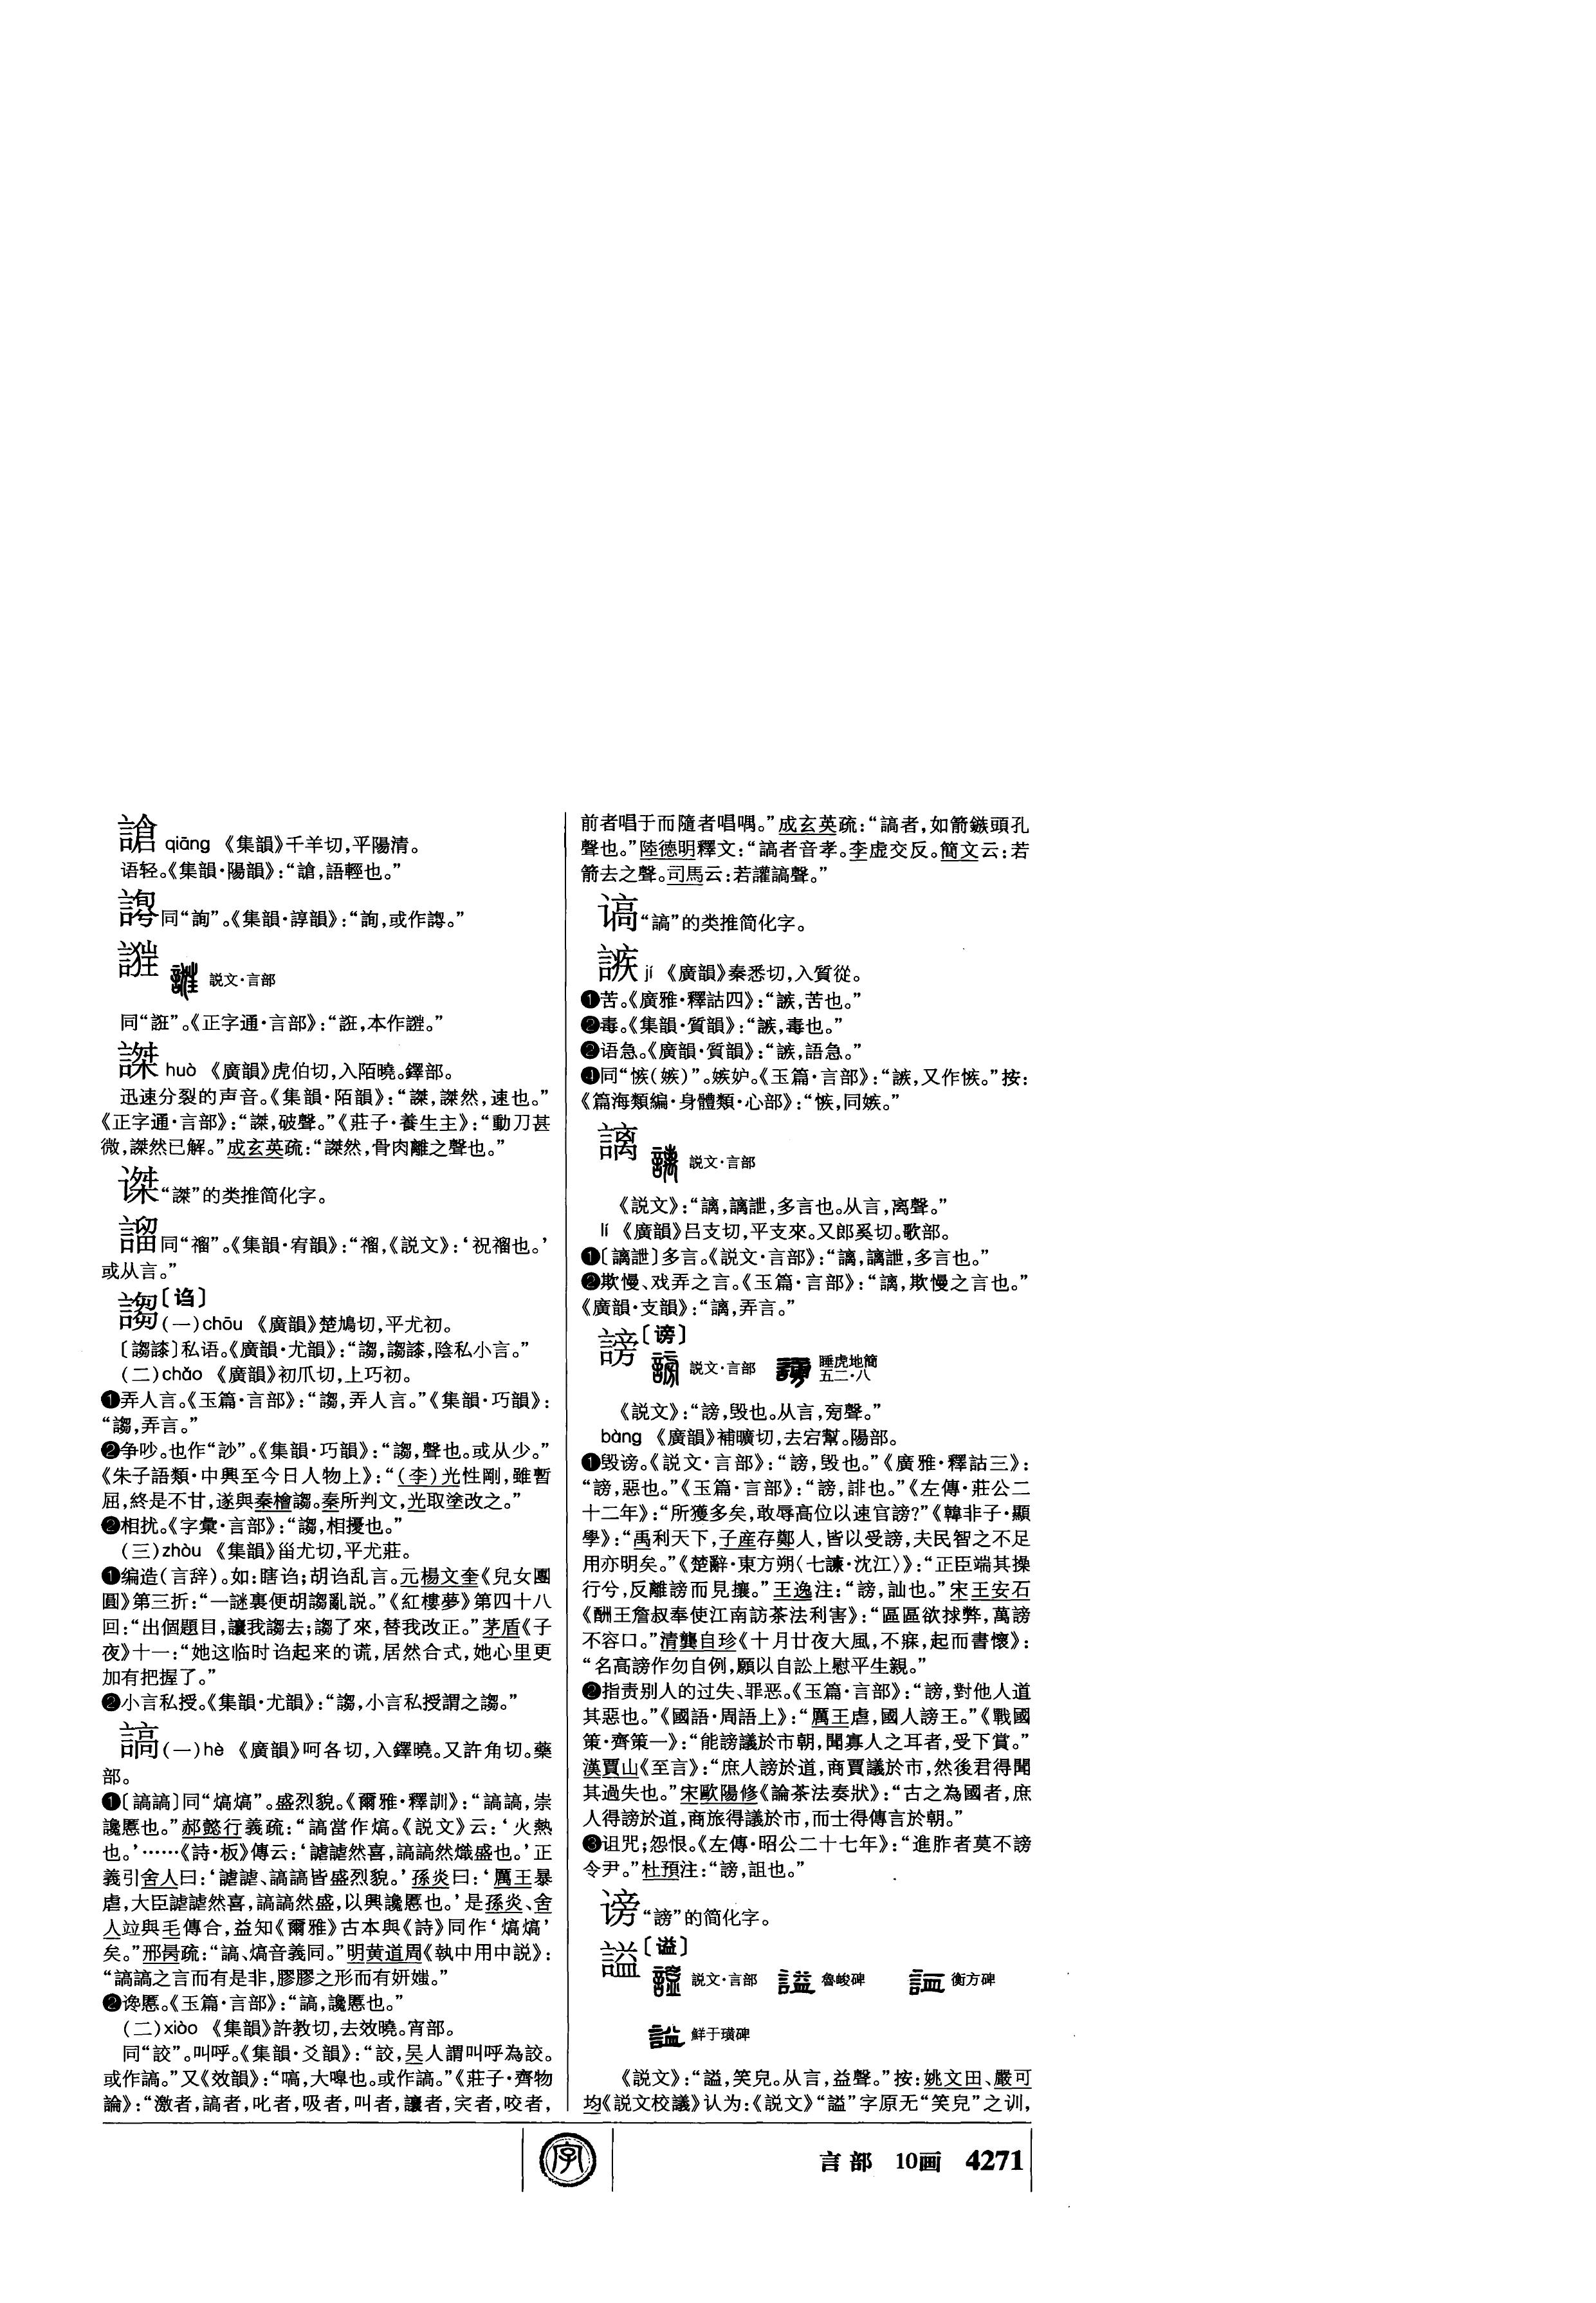 謒 qiāng 《集韻》千羊切,平陽清。
语轻。《集韻·陽韻》:“謒,語輕也。”
同“詢”。《集韻·諄韻》:“詢,或作。”
説文·言部
同“誑”。《正字通·言部》:“誑,本作。”
謋 huò 《廣韻》虎伯切,入陌曉。鐸部。
迅速分裂的声音。《集韻·陌韻》:“謋,謋然,速也。”
《正字通·言部》:“謋,破聲。”《莊子·養生主》:“動刀甚
微,謋然已解。”成玄英疏:“謋然,骨肉離之聲也。”
“謋”的类推简化字。
同“禠”。《集韻·宥韻》:“,《説文》:‘祝也。’
或从言。”
謅〔诌〕
(一)chōu 《廣韻》楚鳩切,平尤初。
〔謅〕私语。《廣韻·尤韻》:“謅,謅,陰私小言。”
(二)chǎo 《廣韻》初爪切,上巧初。
❶弄人言。《玉篇·言部》:“謅,弄人言。”《集韻·巧韻》:
“謅,弄言。”
❷争吵。也作“訬”。《集韻·巧韻》:“謅,聲也。或从少。”
《朱子語類·中興至今日人物上》:“(李)光性剛,雖暫
屈,終是不甘,遂與秦檜謅。秦所判文,光取塗改之。”
❷相扰。《字彙·言部》:“謅,相擾也。”
(三)zhòu 《集韻》甾尤切,平尤莊。
❶编造(言辞)。如:瞎诌;胡诌乱言。元楊文奎《兒女團
圓》第三折:“一謎裏便胡謅亂説。”《紅樓夢》第四十八
回:“出個題目,讓我謅去;謅了來,替我改正。”茅盾《子
夜》十一:“她这临时诌起来的谎,居然合式,她心里更
加有把握了。”
❷小言私授。《集韻·尤韻》:“謅,小言私授謂之謅。”
謞(一)hè 《廣韻》呵各切,入鐸曉。又許角切。藥
部。
❶〔謞謞〕同“熇熇”。盛烈貌。《爾雅·釋訓》:“謞謞,崇
讒慝也。”郝懿行義疏:“謞當作熇。《説文》云:‘火熱
也。’……《詩·板》傳云:‘謔謔然喜,謞謞然熾盛也。’正
義引舍人曰:‘謔謔、謞謞皆盛烈貌。’孫炎曰:‘厲王暴
虐,大臣謔謔然喜,謞謞然盛,以興讒慝也。’是孫炎、舍
人竝與毛傳合,益知《爾雅》古本與《詩》同作‘熇熇’
矣。”邢昺疏:“謞、熇音義同。”明黄道周《執中用中説》:
“謞謞之言而有是非,膠膠之形而有妍媸。”
❷谗慝。《玉篇·言部》:“謞,讒慝也。”
(二)xiòo 《集韻》許教切,去效曉。宵部。
同“詨”。叫呼。《集韻·爻韻》:“詨,吴人謂叫呼為詨。
或作謞。”又《效韻》:“嗃,大嘷也。或作謞。”《莊子·齊物
論》:“激者,謞者,叱者,吸者,叫者,譹者,宎者,咬者,
前者唱于而隨者唱喁。”成玄英疏:“謞者,如箭鏃頭孔
聲也。”陸德明釋文:“謞者音孝。李虚交反。簡文云:若
箭去之聲。司馬云:若讙謞聲。”
“謞”的类推简化字。
䛠 jí 《廣韻》秦悉切,入質從。
❶苦。《廣雅·釋詁四》:“,苦也。”
❷毒。《集韻·質韻》:“,毒也。”
❷语急。《廣韻·質韻》:“,語急。”
❹同“㑵(嫉)”。嫉妒。《玉篇·言部》:“,又作。”按:
《篇海類編·身體類·心部》:“,同嫉。”
謧 説文·言部
《説文》:“謧,謧詍,多言也。从言,离聲。”
lí 《廣韻》吕支切,平支來。又郎奚切。歌部。
❶〔謧詍〕多言。《説文·言部》:“謧,謧詍,多言也。”
❷欺慢、戏弄之言。《玉篇·言部》:“謧,欺慢之言也。”
《廣韻·支韻》:“謧,弄言。”
謗〔谤〕
説文·言部 睡虎地簡
五二·八
《説文》:“謗,毁也。从言,旁聲。”
bàng 《廣韻》補曠切,去宕幫。陽部。
❶毁谤。《説文·言部》:“謗,毁也。”《廣雅·釋詁三》:
“謗,惡也。”《玉篇·言部》:“謗,誹也。”《左傳·莊公二
十二年》:“所獲多矣,敢辱高位以速官謗?”《韓非子·顯
學》:“禹利天下,子産存鄭人,皆以受謗,夫民智之不足
用亦明矣。”《楚辭·東方朔〈七諫·沈江〉》:“正臣端其操
行兮,反離謗而見攘。”王逸注:“謗,訕也。”宋王安石
《酬王詹叔奉使江南訪茶法利害》:“區區欲捄弊,萬謗
不容口。”清龔自珍《十月廿夜大風,不寐,起而書懷》:
“名高謗作勿自例,願以自訟上慰平生親。”
❷指责别人的过失、罪恶。《玉篇·言部》:“謗,對他人道
其惡也。”《國語·周語上》:“厲王虐,國人謗王。”《戰國
策·齊策一》:“能謗議於市朝,聞寡人之耳者,受下賞。”
漢賈山《至言》:“庶人謗於道,商賈議於市,然後君得聞
其過失也。”宋歐陽修《論茶法奏狀》:“古之為國者,庶
人得謗於道,商旅得議於市,而士得傳言於朝。”
❸诅咒;怨恨。《左傳·昭公二十七年》:“進胙者莫不謗
令尹。”杜預注:“謗,詛也。”
谤“謗”的简化字。
謚〔谥〕
説文·言部 魯峻碑 衡方碑
鮮于璜碑
《説文》:“謚,笑皃。从言,益聲。”按:姚文田、嚴可
均《説文校議》认为:《説文》“謚”字原无“笑皃”之训,
字
言部 10画 4271